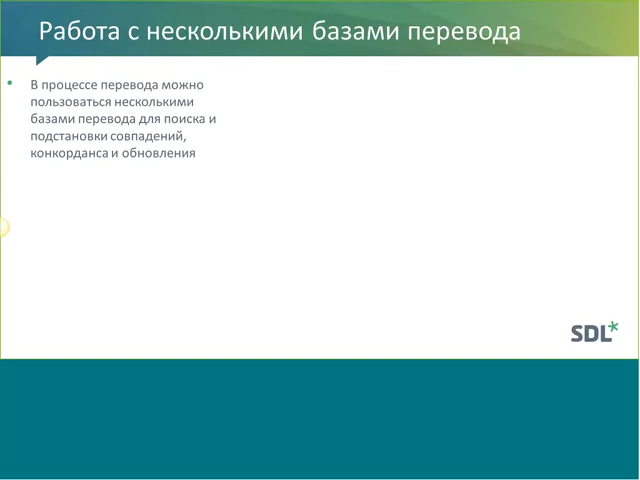 Работа с несколькими базами перевода
• В процессе перевода можно
пользоваться несколькими
базами перевода для поиска и
подстановки совпадений,
конкорданса и обновления
SDL*